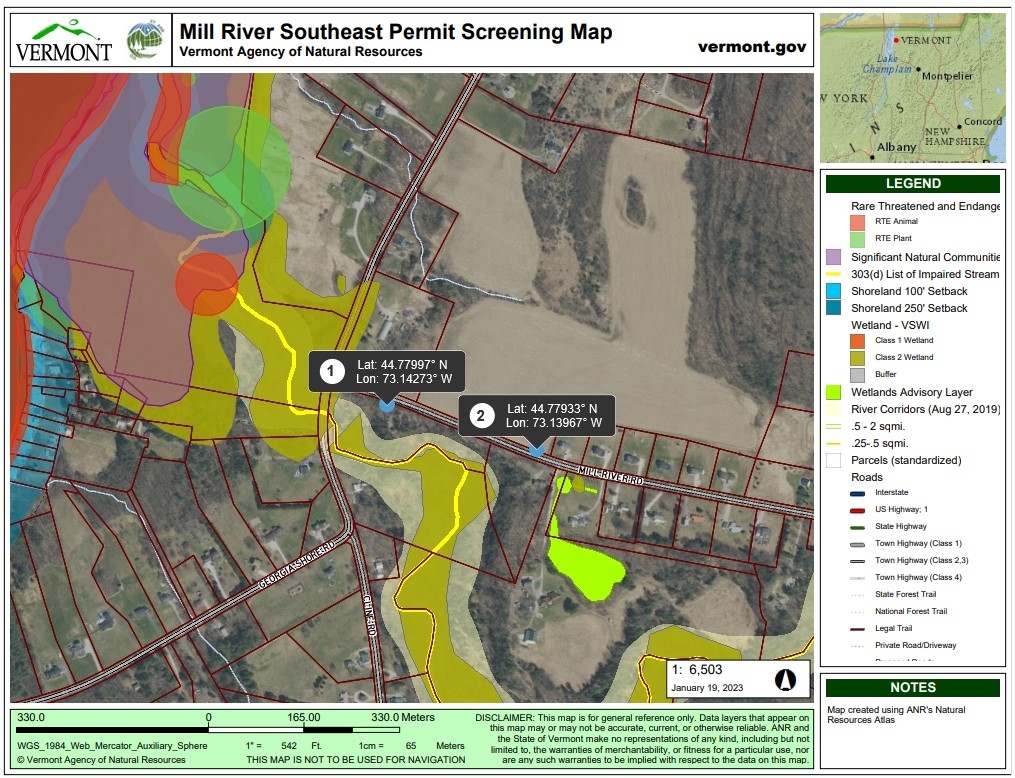 VERMONT
Mill River Southeast Permit Screening Map
Vermont Agency of Natural Resources
vermont.gov
VERMONT
Lake
Champlain
Montpelier
W YORK
Concord
N S
I
NEW
HAMPSHIRE
Albany
1
Lat: 44.77997° N
Lon: 73.14273° W
2
Lat: 44.77933° N
Lon: 73.13967° W
MILL RIVER RD
GEORGIA SHORE RD
CLINE RD
1: 6,503
January 19, 2023
LEGEND
Rare Threatened and Endange
RTE Animal
RTE Plant
Significant Natural Communitie
303(d) List of Impaired Stream
Shoreland 100' Setback
Shoreland 250' Setback
Wetland - VSWI
Class 1 Wetland
Class 2 Wetland
Buffer
Wetlands Advisory Layer
River Corridors (Aug 27, 2019)
.5 - 2 sqmi.
.25-.5 sqmi.
Parcels (standardized)
Roads
Interstate
US Highway; 1
State Highway
Town Highway (Class 1)
Town Highway (Class 2,3)
Town Highway (Class 4)
State Forest Trail
National Forest Trail
Legal Trail
Private Road/Driveway
NOTES
Map created using ANR's Natural
Resources Atlas
330.0 0 165.00 330.0 Meters
WGS_1984_Web_Mercator_Auxiliary_Sphere 1" = 542 Ft. 1cm = 65 Meters
© Vermont Agency of Natural Resources THIS MAP IS NOT TO BE USED FOR NAVIGATION
DISCLAIMER: This map is for general reference only. Data layers that appear on
this map may or may not be accurate, current, or otherwise reliable. ANR and
the State of Vermont make no representations of any kind, including but not
limited to, the warranties of merchantability, or fitness for a particular use, nor
are any such warranties to be implied with respect to the data on this map.